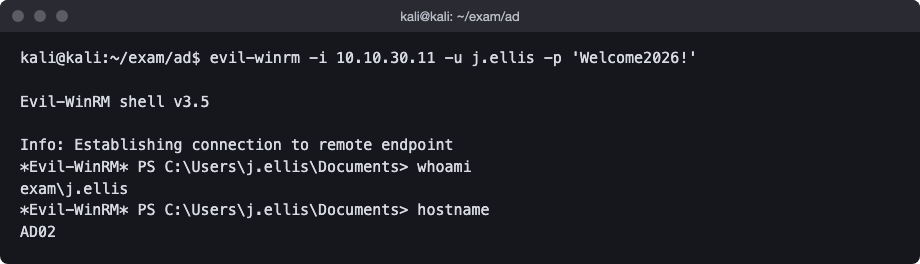 kali@kali: ~/exam/ad
kali@kali:~/exam/ad$ evil-winrm -i 10.10.30.11 -u j.ellis -p 'Welcome2026!'
Evil-WinRM shell v3.5
Info: Establishing connection to remote endpoint
*Evil-WinRM* PS C:\Users\j.ellis\Documents> whoami
exam\j.ellis
*Evil-WinRM* PS C:\Users\j.ellis\Documents> hostname
AD02